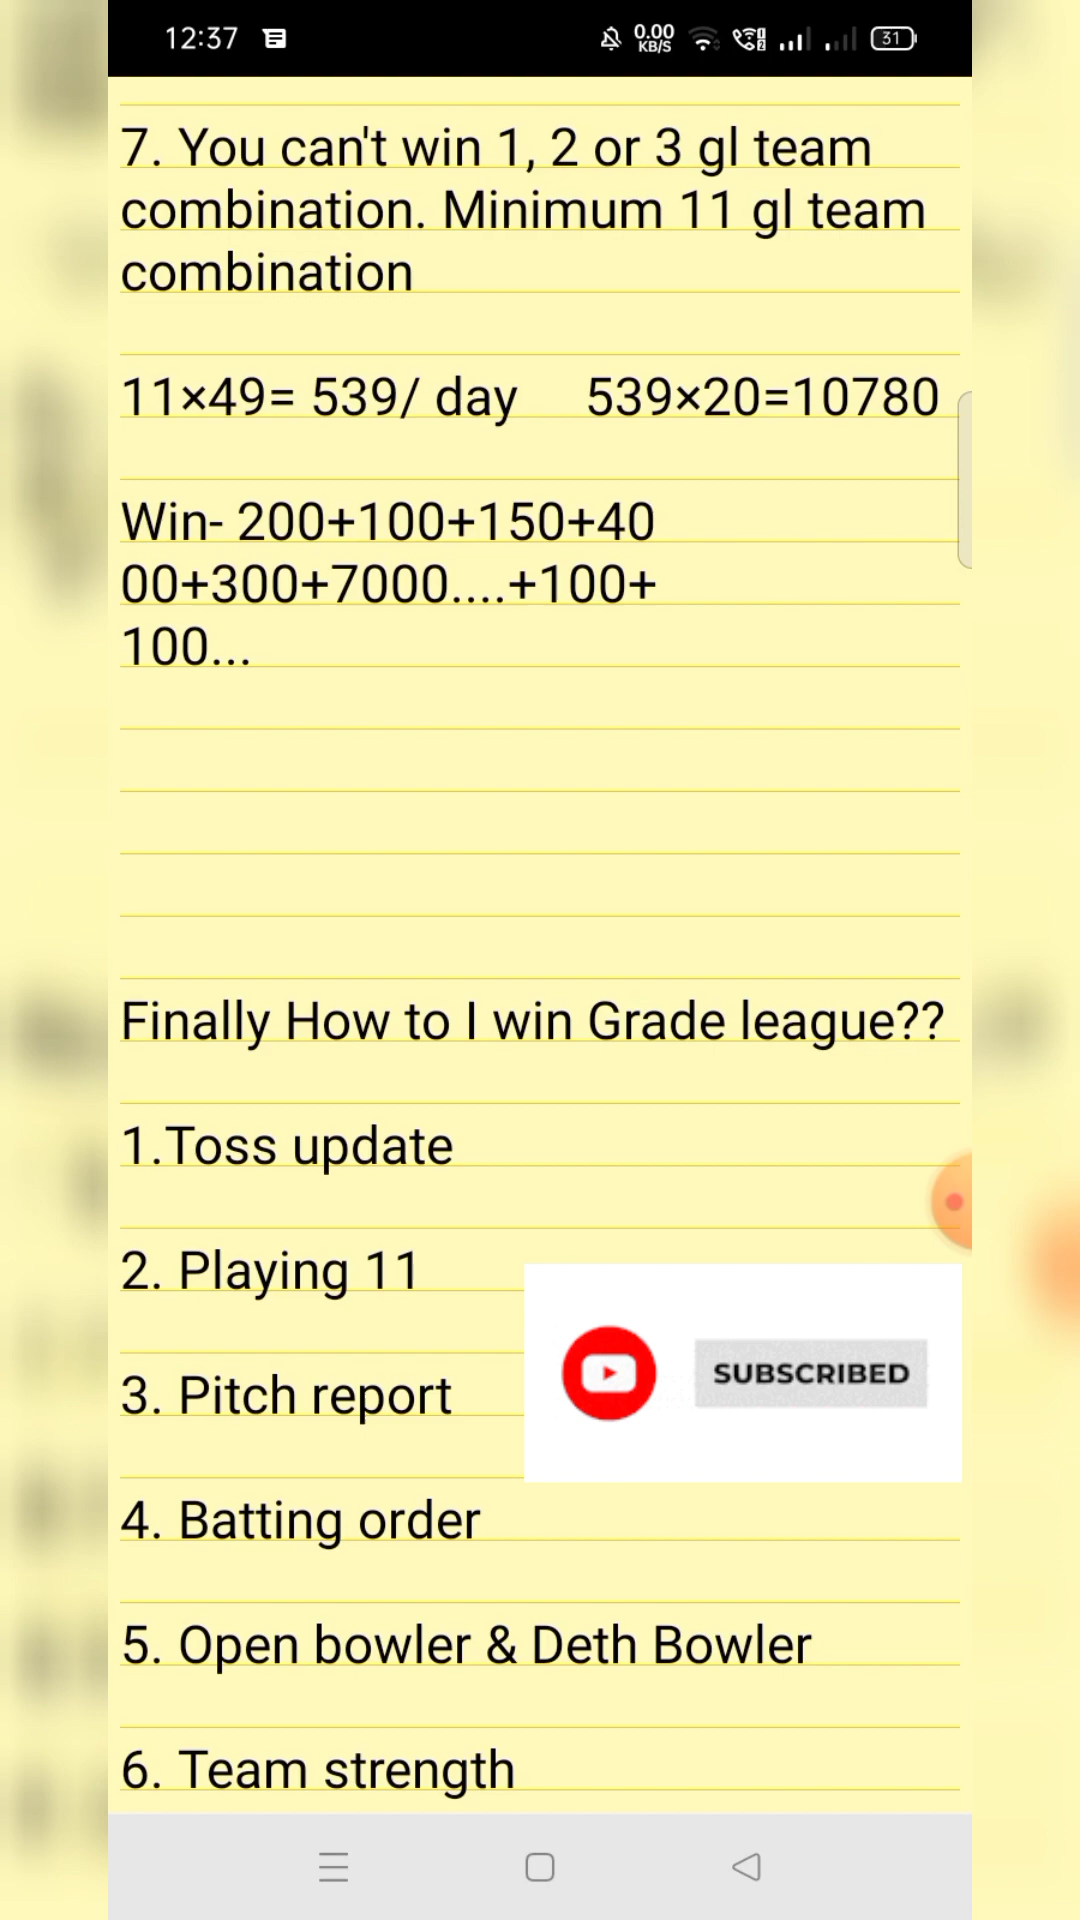 12:37 0.00 KB/S 31
7. You can't win 1, 2 or 3 gl team
combination. Minimum 11 gl team
combination
11×49= 539/ day 539×20=10780
Win- 200+100+150+40
00+300+7000....+100+
100...
Finally How to I win Grade league??
1.Toss update
2. Playing 11
3. Pitch report
SUBSCRIBED
4. Batting order
5. Open bowler & Deth Bowler
6. Team strength